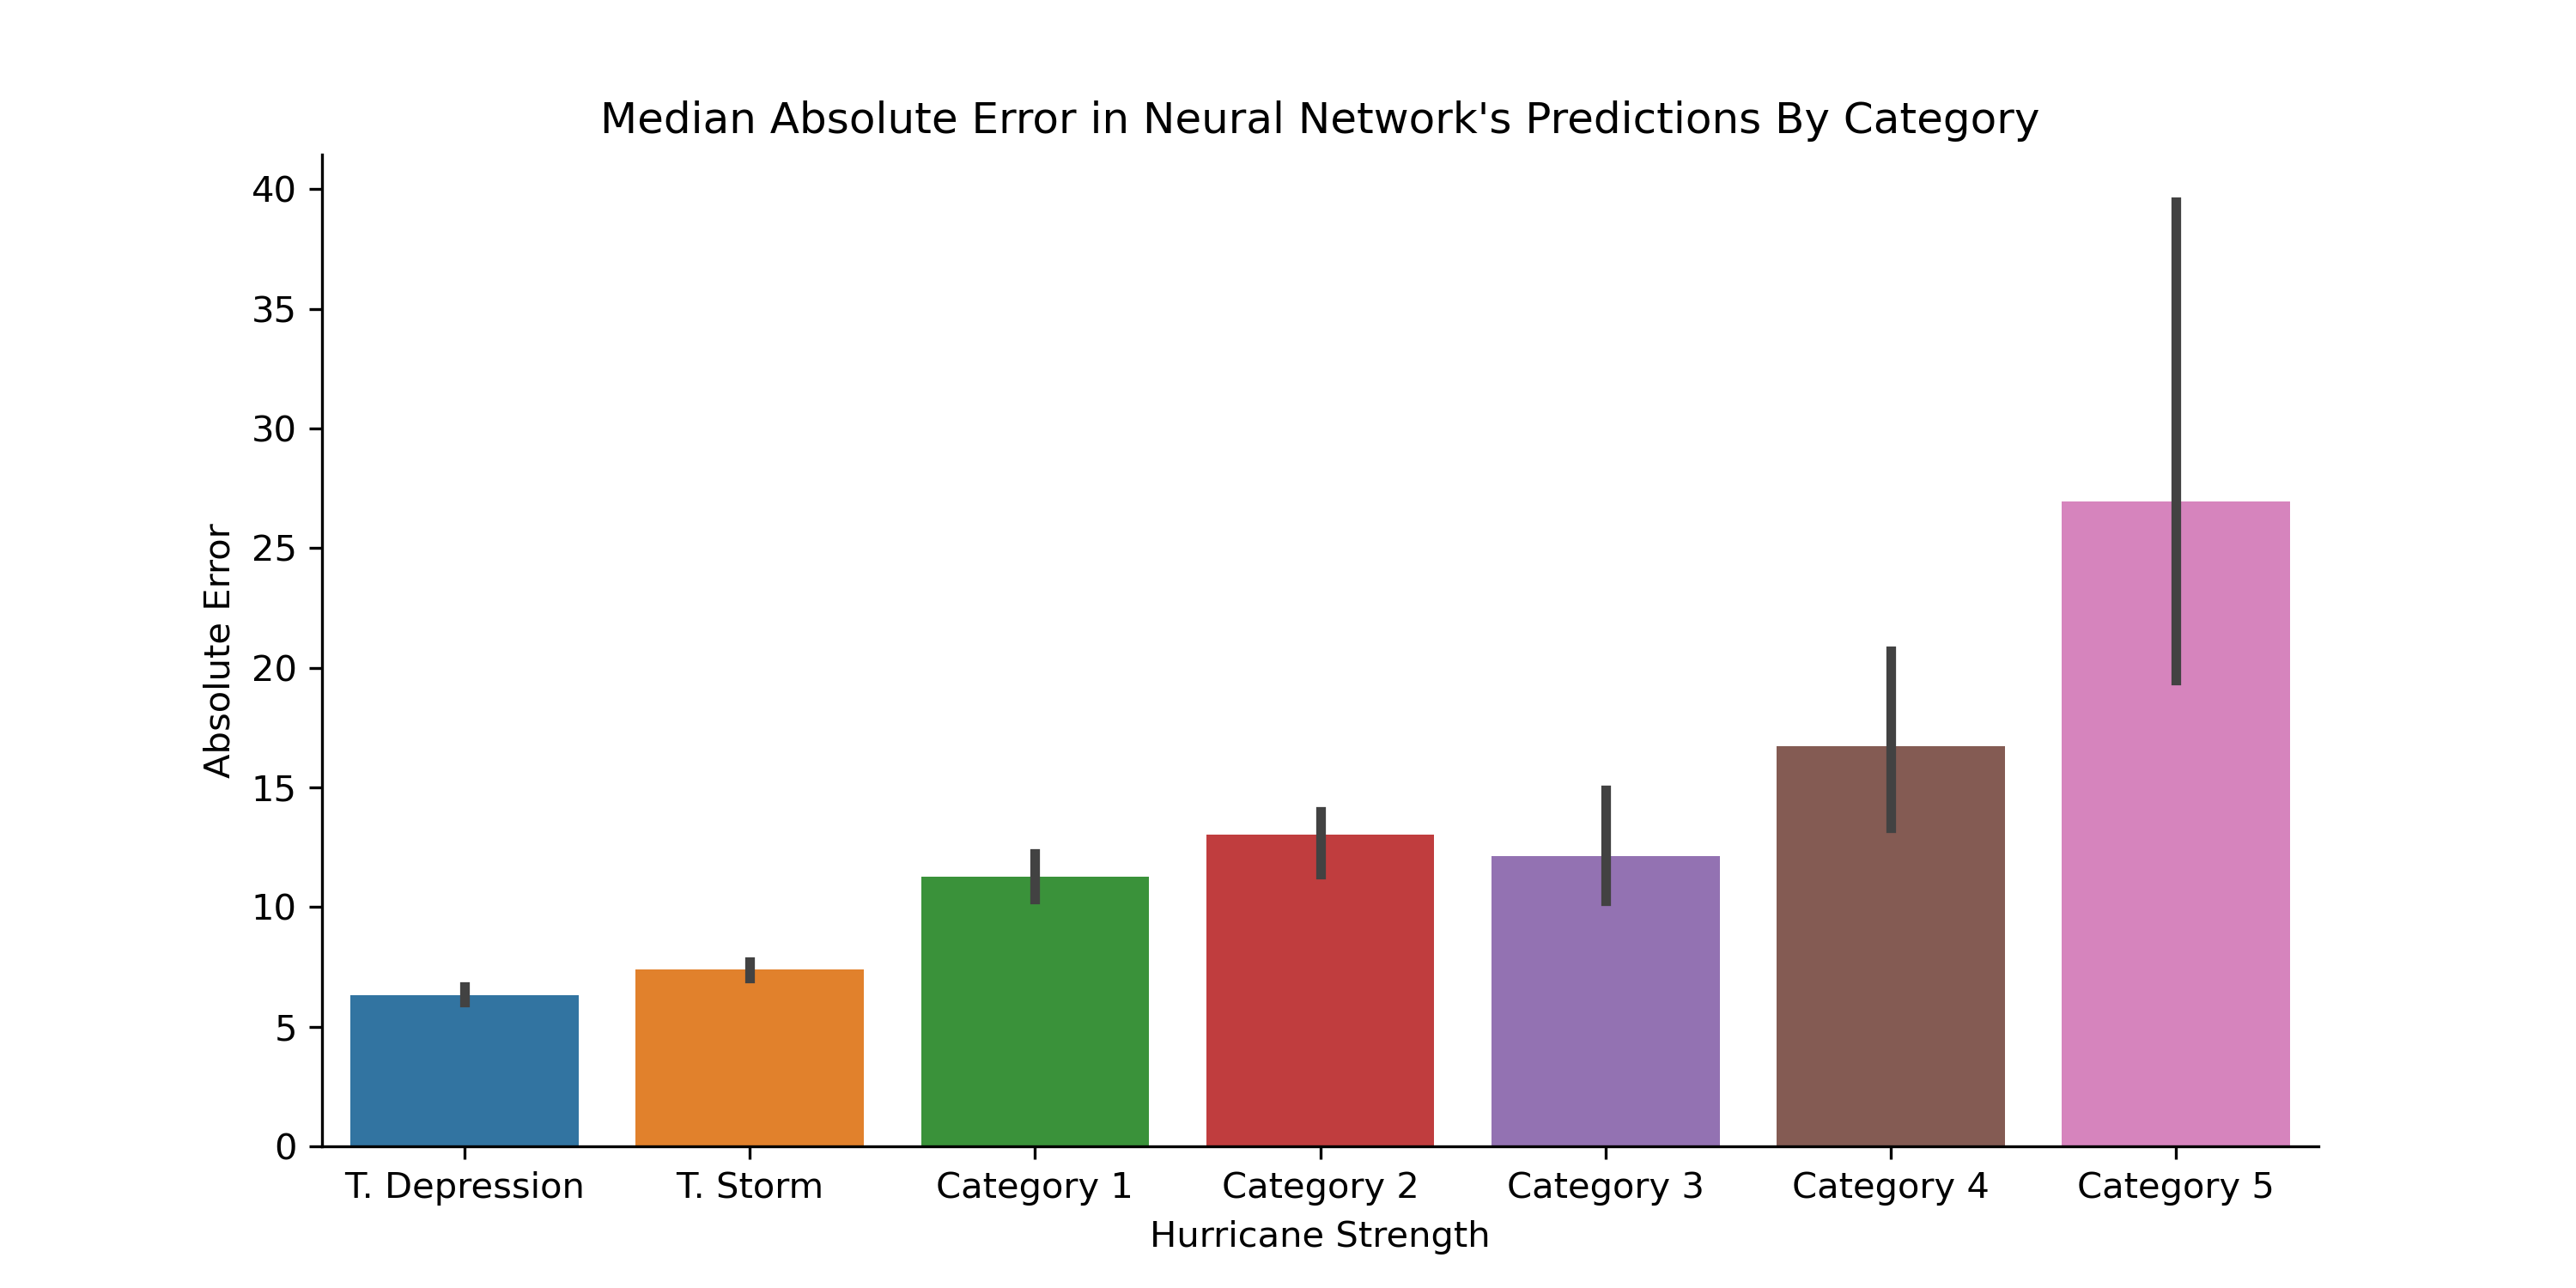 Median Absolute Error in Neural Network's Predictions By Category
40
35
30
25
20
15
10
5
0
Absolute Error
T. Depression T. Storm Category 1 Category 2 Category 3 Category 4 Category 5
Hurricane Strength